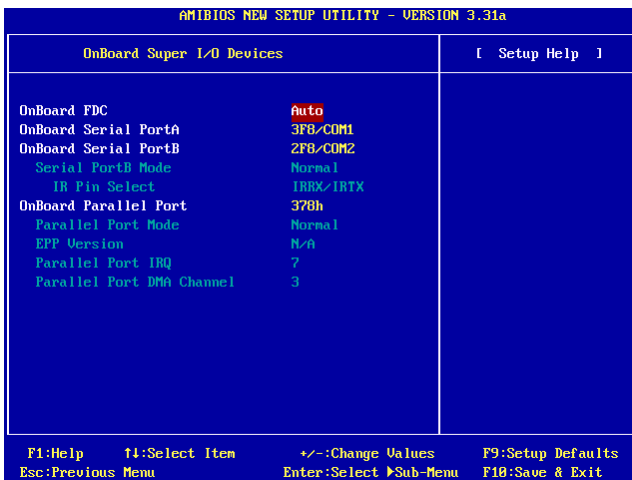 AMIBIOS NEW SETUP UTILITY - VERSION 3.31a
OnBoard Super I/O Devices
[ Setup Help ]
OnBoard FDC Auto
OnBoard Serial PortA 3F8/COM1
OnBoard Serial PortB 2F8/COM2
Serial PortB Mode Normal
IR Pin Select IRRX/IRTX
OnBoard Parallel Port 378h
Parallel Port Mode Normal
EPP Version N/A
Parallel Port IRQ 7
Parallel Port DMA Channel 3
F1:Help ↑↓:Select Item +/-:Change Values F9:Setup Defaults
Esc:Previous Menu Enter:Select ▶Sub-Menu F10:Save & Exit